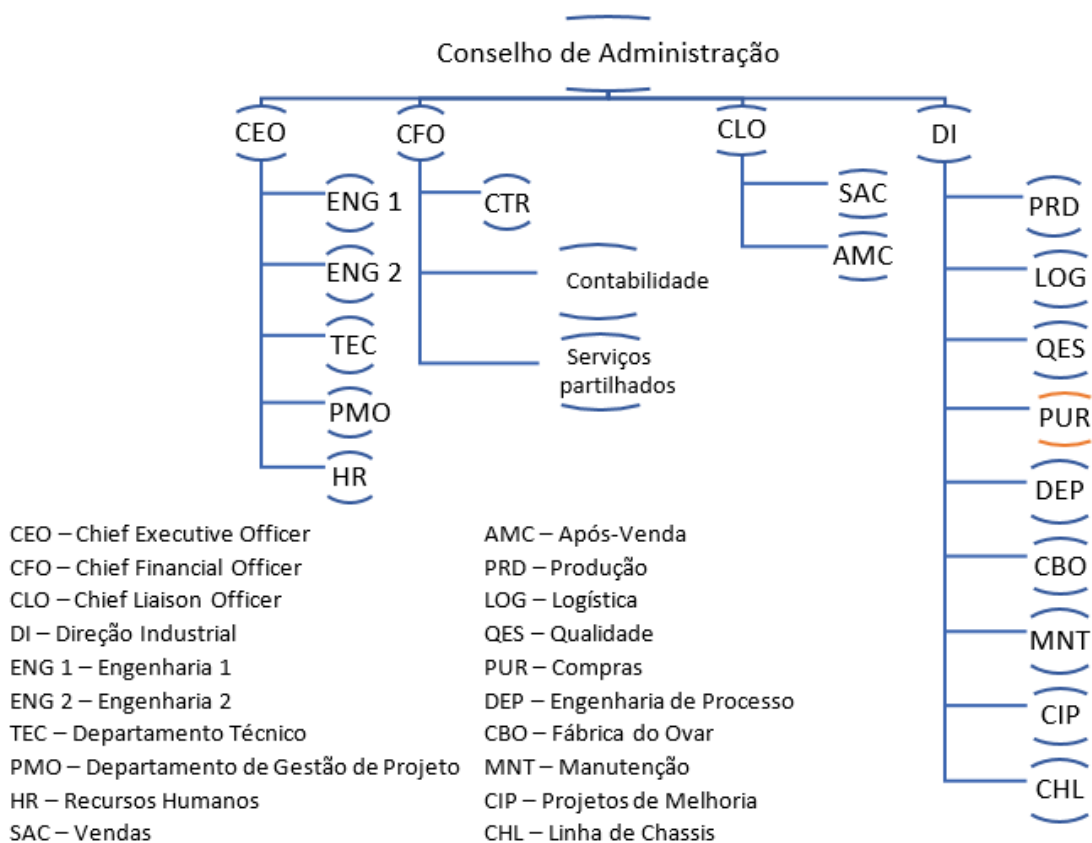 Conselho de Administração
CEO
CFO
CLO
DI
ENG 1
ENG 2
TEC
PMO
HR
CTR
Contabilidade
Serviços
partilhados
SAC
AMC
PRD
LOG
QES
PUR
DEP
CBO
MNT
CIP
CHL
CEO – Chief Executive Officer
CFO – Chief Financial Officer
CLO – Chief Liaison Officer
DI – Direção Industrial
ENG 1 – Engenharia 1
ENG 2 – Engenharia 2
TEC – Departamento Técnico
PMO – Departamento de Gestão de Projeto
HR – Recursos Humanos
SAC – Vendas
AMC – Após-Venda
PRD – Produção
LOG – Logística
QES – Qualidade
PUR – Compras
DEP – Engenharia de Processo
CBO – Fábrica do Ovar
MNT – Manutenção
CIP – Projetos de Melhoria
CHL – Linha de Chassis